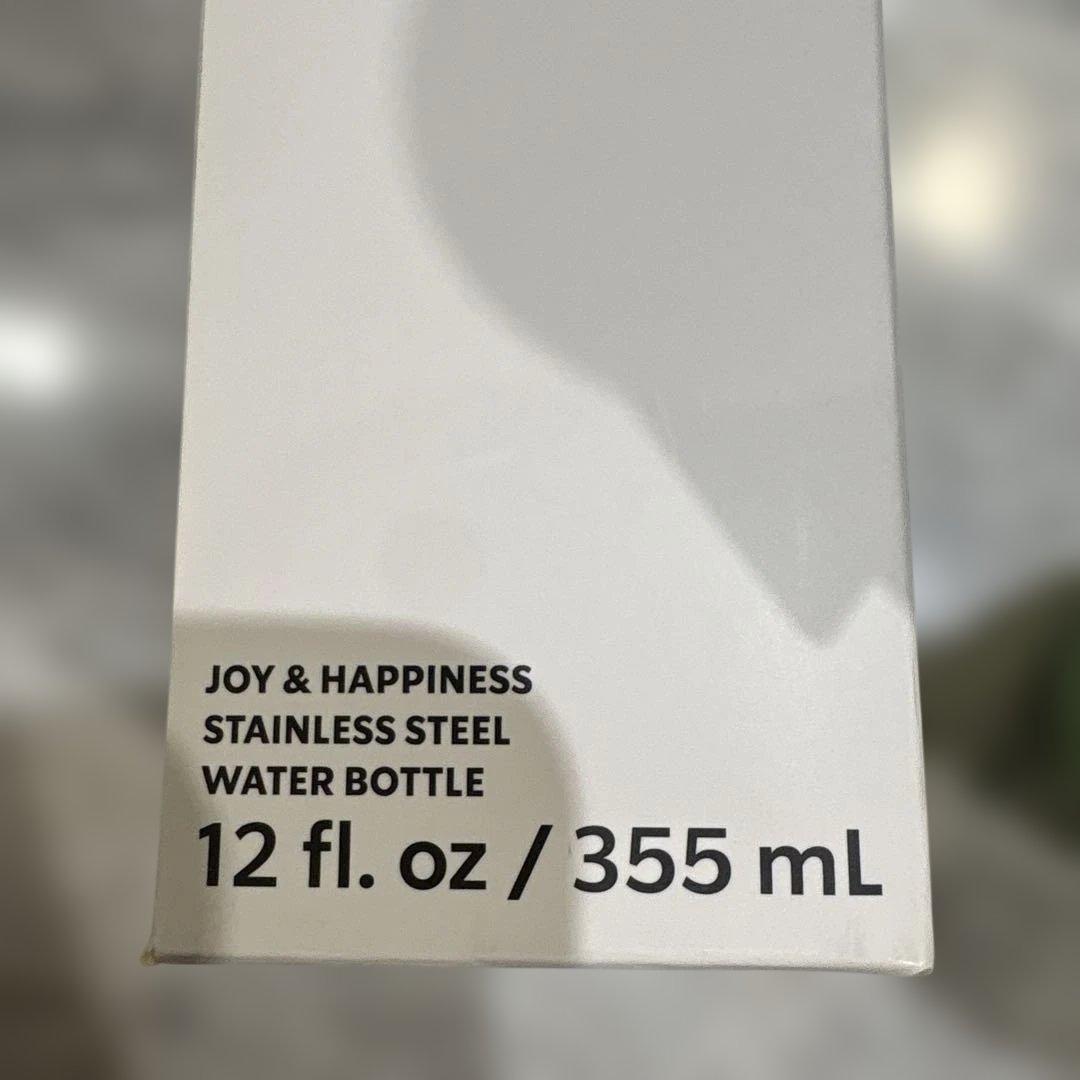 JOY & HAPPINESS
STAINLESS STEEL
WATER BOTTLE
12 fl. oz / 355 mL